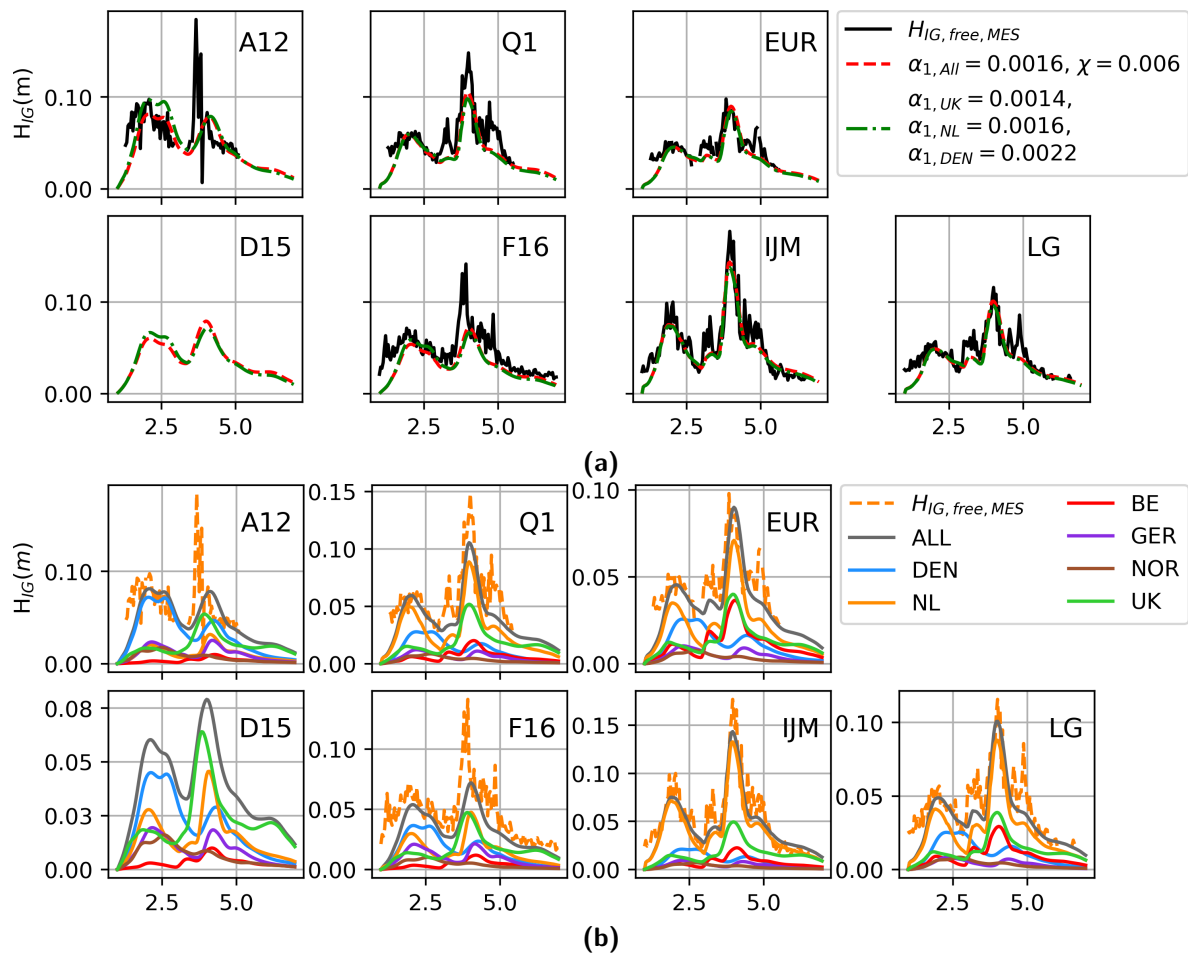 A12
Q1
EUR
H_{IG, free, MES}
α_{1, All} = 0.0016, χ = 0.006
α_{1, UK} = 0.0014,
α_{1, NL} = 0.0016,
α_{1, DEN} = 0.0022
H_{IG}(m)
0.10
0.00
D15
F16
IJM
LG
0.10
0.00
2.5 5.0
2.5 5.0
2.5 5.0
2.5 5.0
(a)
A12
Q1
EUR
H_{IG, free, MES}
ALL
DEN
NL
BE
GER
NOR
UK
H_{IG}(m)
0.10
0.00
0.15
0.10
0.05
0.00
0.10
0.05
0.00
D15
F16
IJM
LG
0.08
0.05
0.03
0.00
0.10
0.05
0.00
0.15
0.10
0.05
0.00
0.10
0.05
0.00
2.5 5.0
2.5 5.0
2.5 5.0
2.5 5.0
(b)